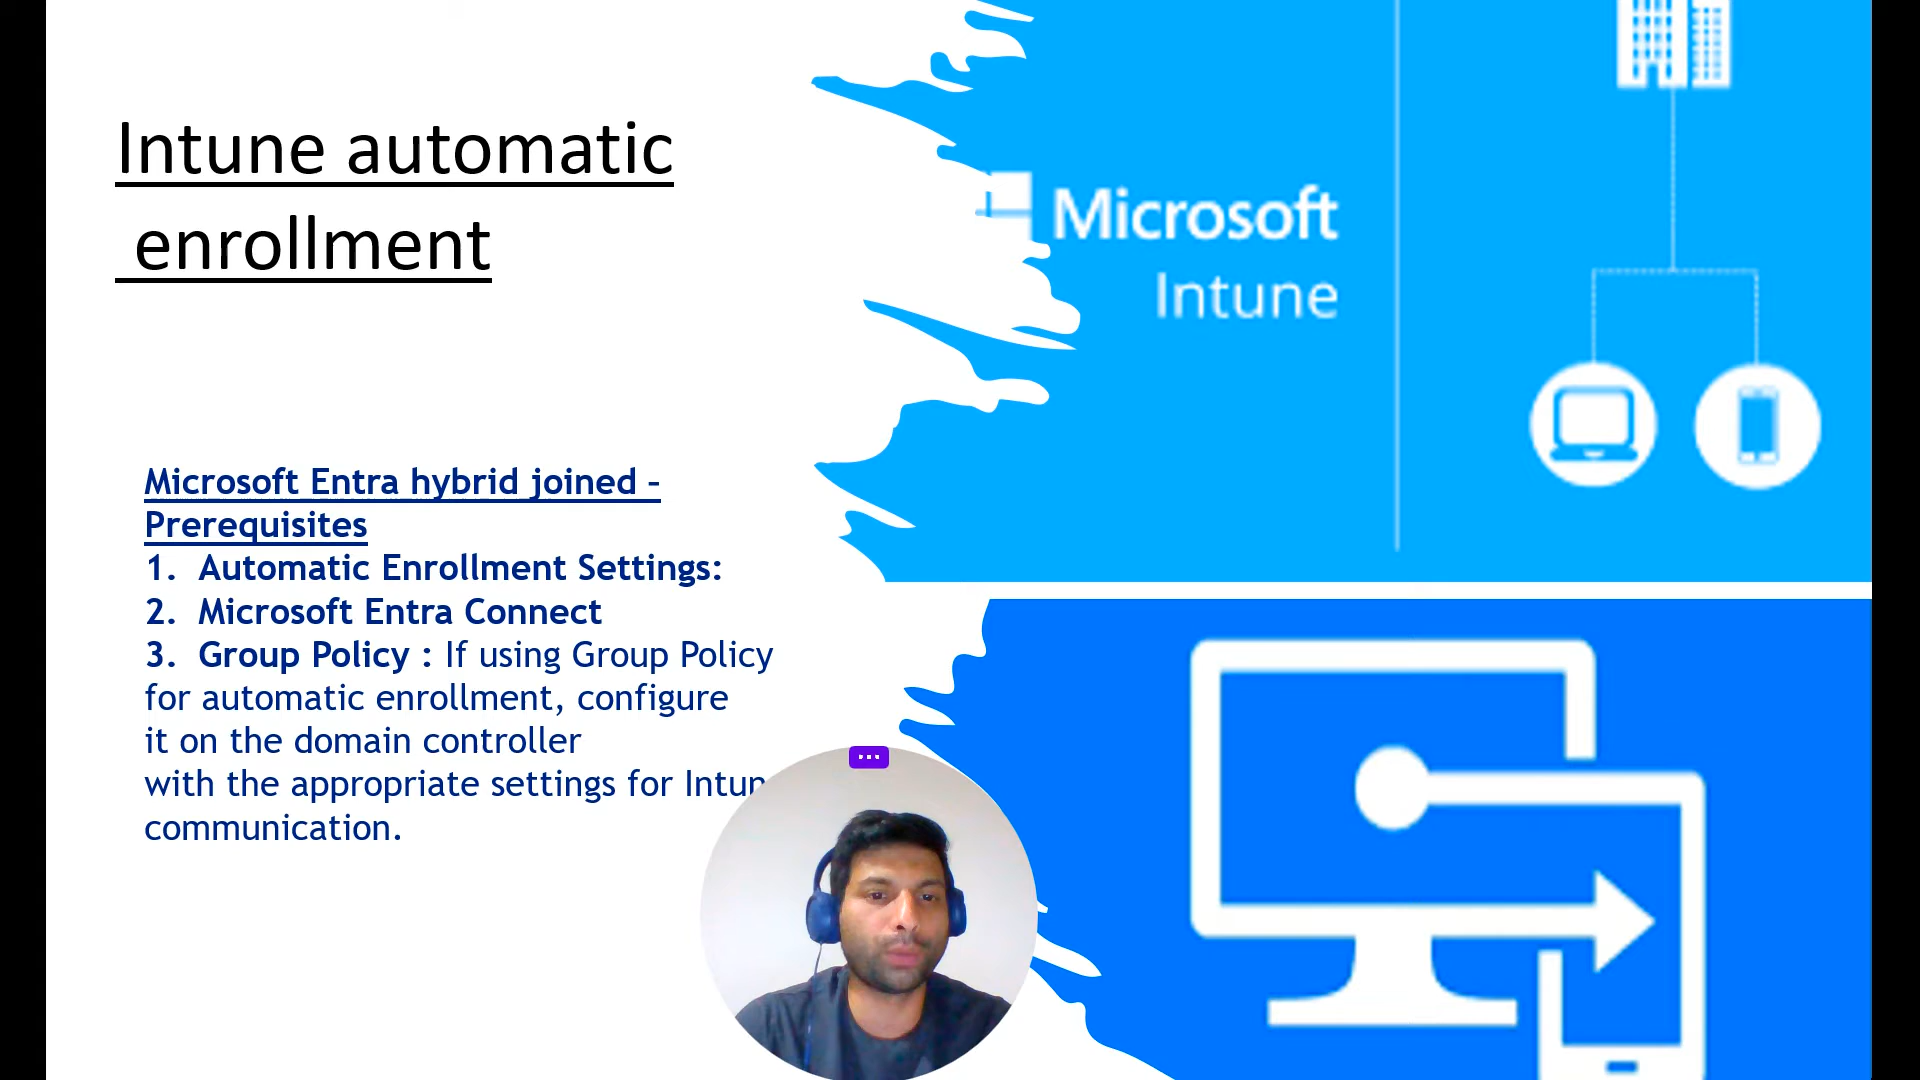 Intune automatic
enrollment
Microsoft
Intune
Microsoft Entra hybrid joined –
Prerequisites
1. Automatic Enrollment Settings:
2. Microsoft Entra Connect
3. Group Policy : If using Group Policy
for automatic enrollment, configure
it on the domain controller
with the appropriate settings for
communication.